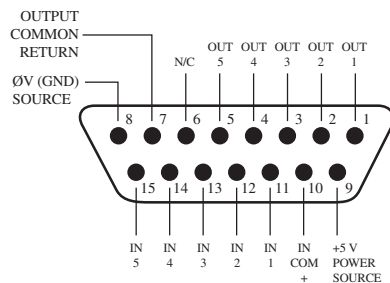 OUTPUT
COMMON
RETURN
ØV (GND)
SOURCE
N/C
OUT
5
OUT
4
OUT
3
OUT
2
OUT
1
8 7 6 5 4 3 2 1
15 14 13 12 11 10 9
IN
5
IN
4
IN
3
IN
2
IN
1
IN
COM
+
+5 V
POWER
SOURCE